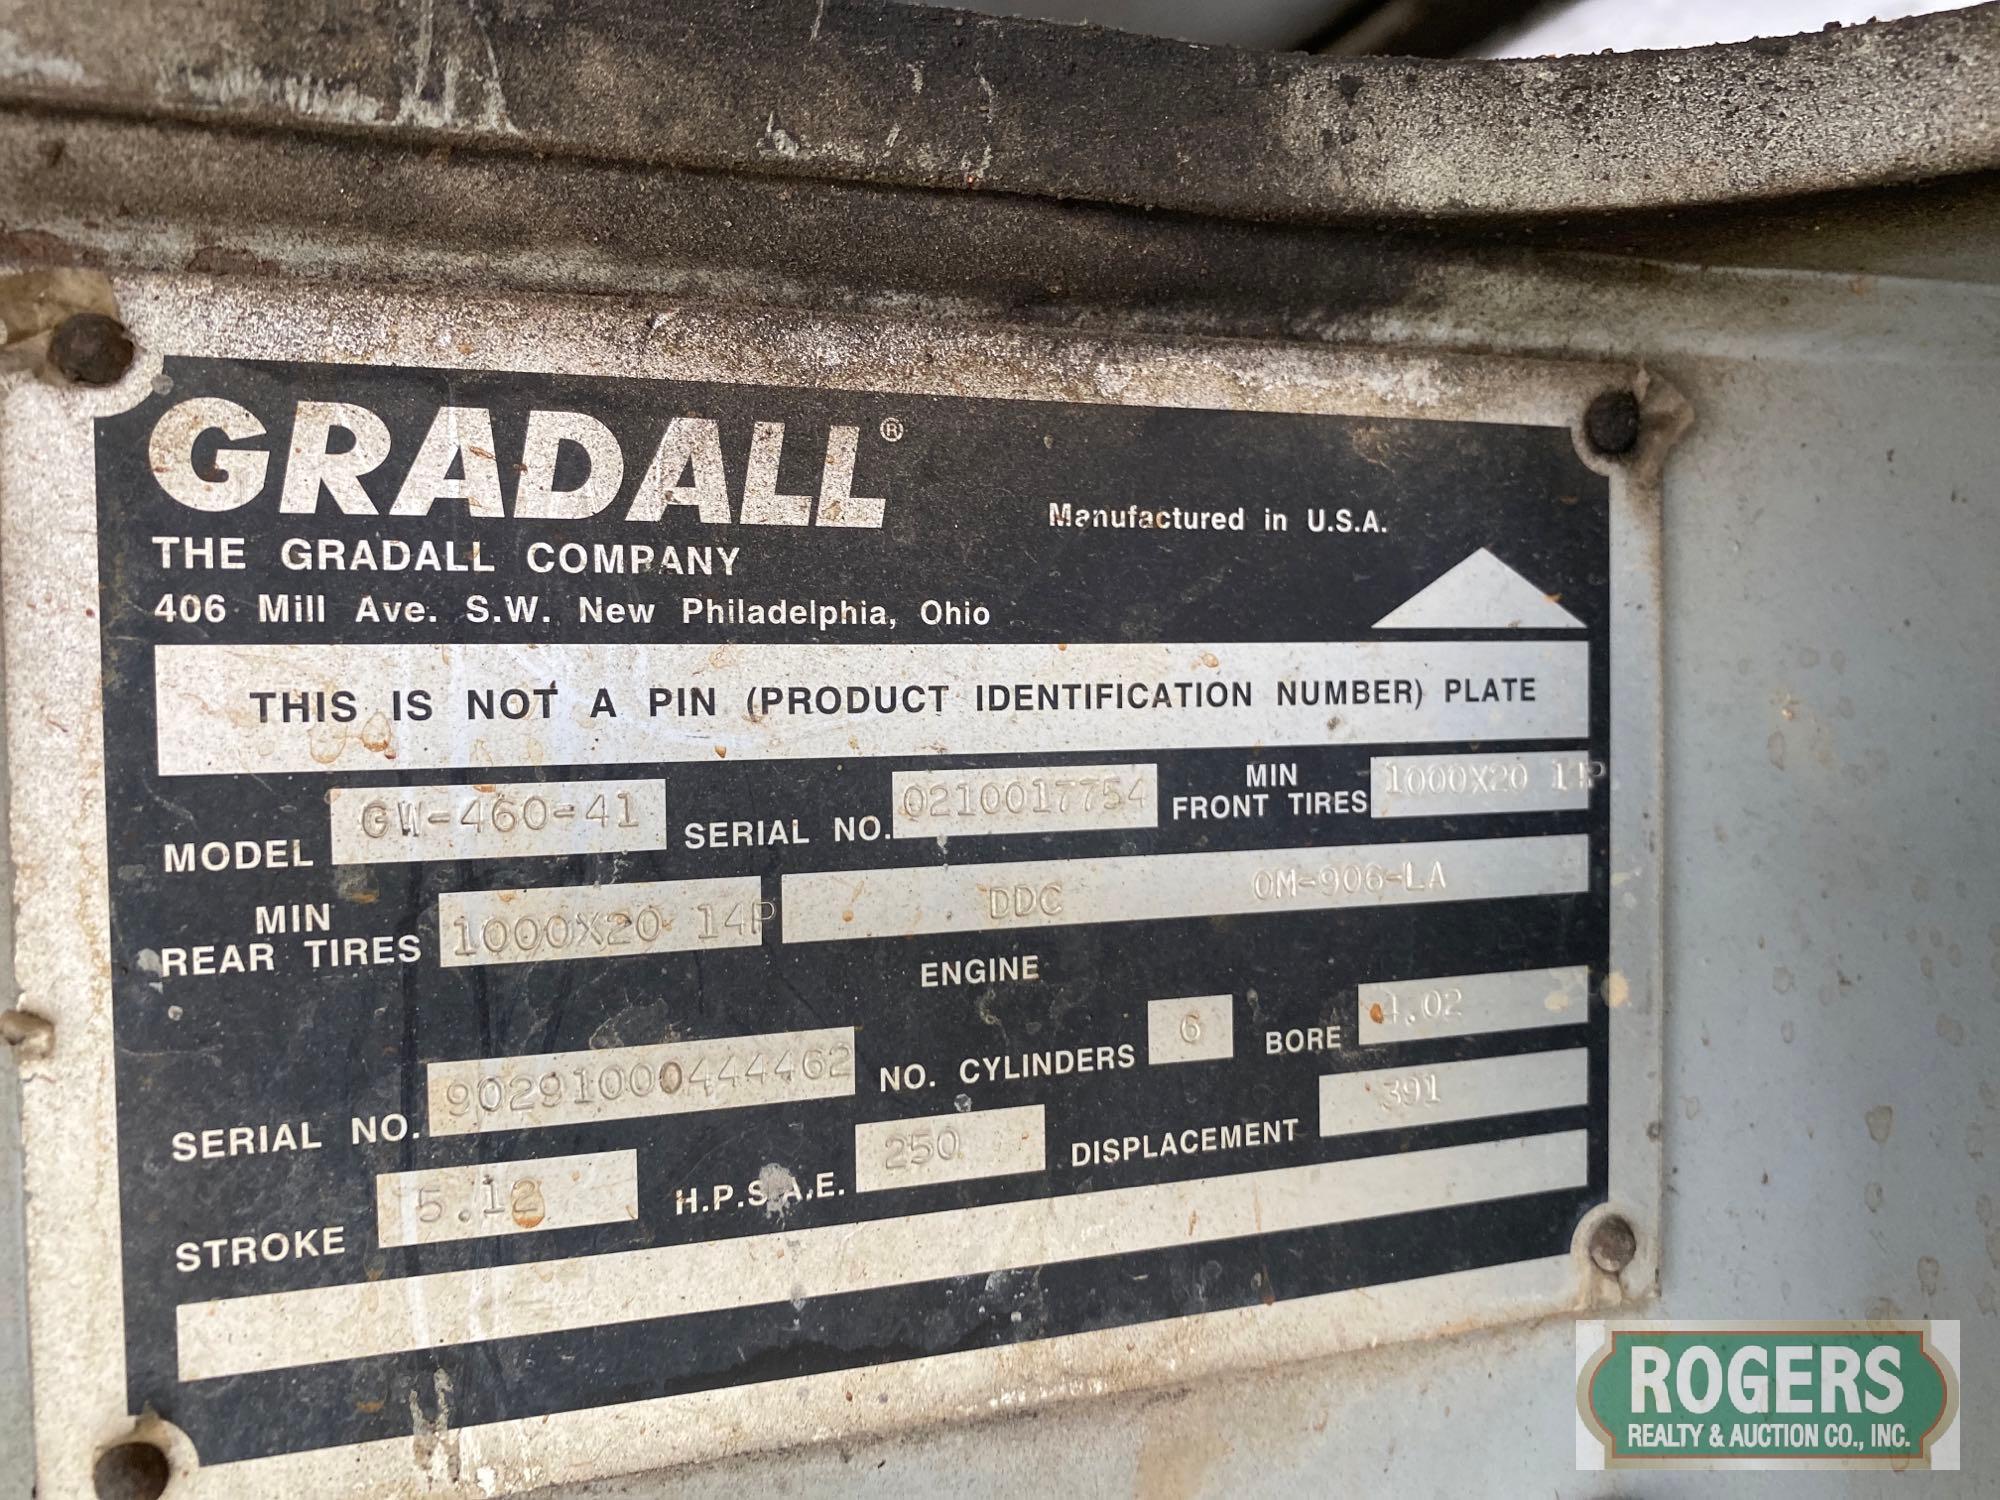 GRADALL®
Manufactured in U.S.A.
THE GRADALL COMPANY
406 Mill Ave. S.W. New Philadelphia, Ohio
THIS IS NOT A PIN (PRODUCT IDENTIFICATION NUMBER) PLATE
MODEL GW-460-41 SERIAL NO. 0210017754 MIN FRONT TIRES 1000X20 14P
MIN REAR TIRES 1000X20 14P DDC OM-906-LA
ENGINE
SERIAL NO. 90291000444462 NO. CYLINDERS 6 BORE 4.02
STROKE 5.12 H.P.S.A.E. 250 DISPLACEMENT 391
ROGERS
REALTY & AUCTION CO., INC.